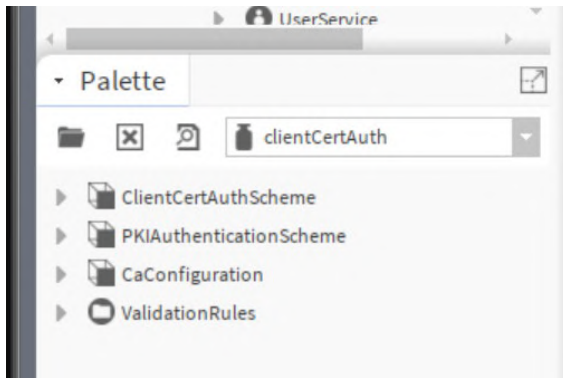 UserService
Palette
clientCertAuth
ClientCertAuthScheme
PKIAuthenticationScheme
CaConfiguration
ValidationRules